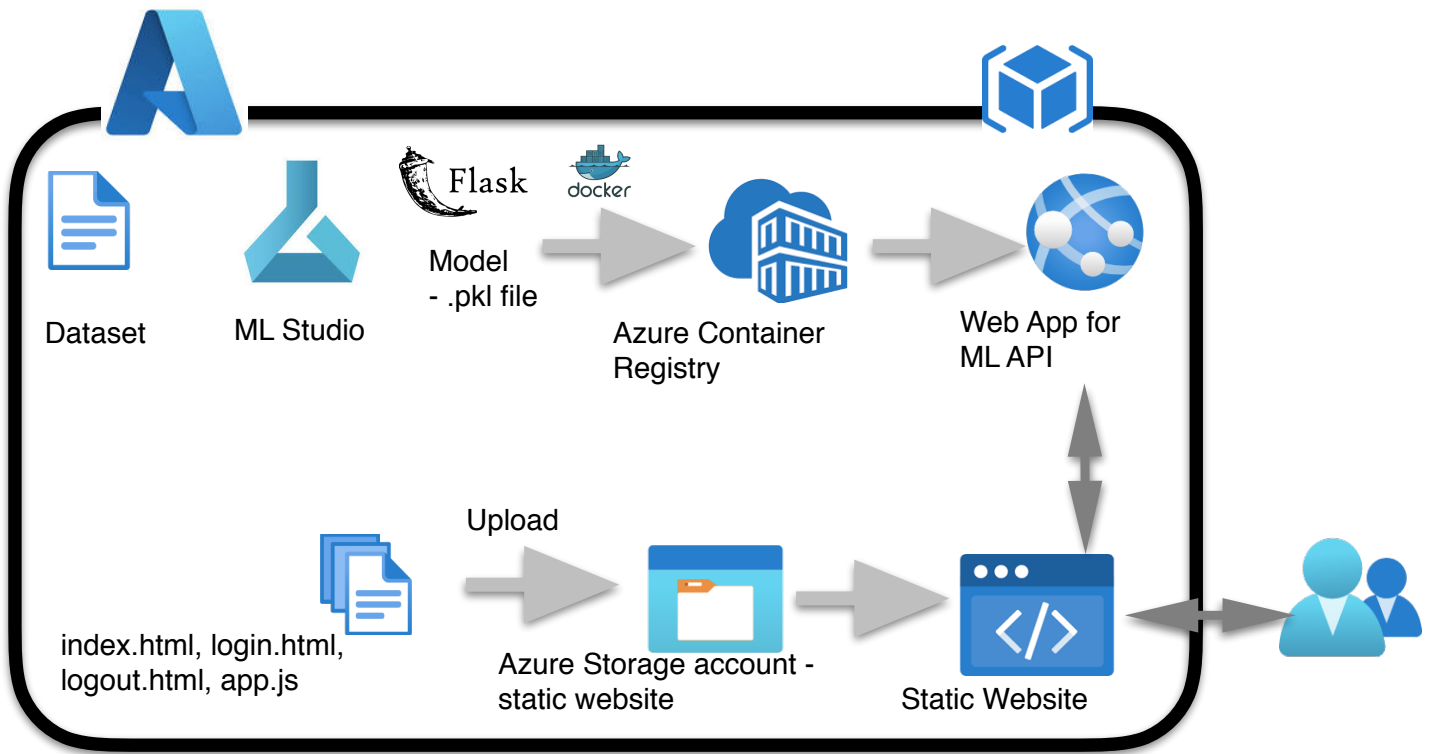 Flask
docker
Model
- .pkl file
Dataset
ML Studio
Azure Container
Registry
Web App for
ML API
Upload
index.html, login.html,
logout.html, app.js
Azure Storage account -
static website
Static Website